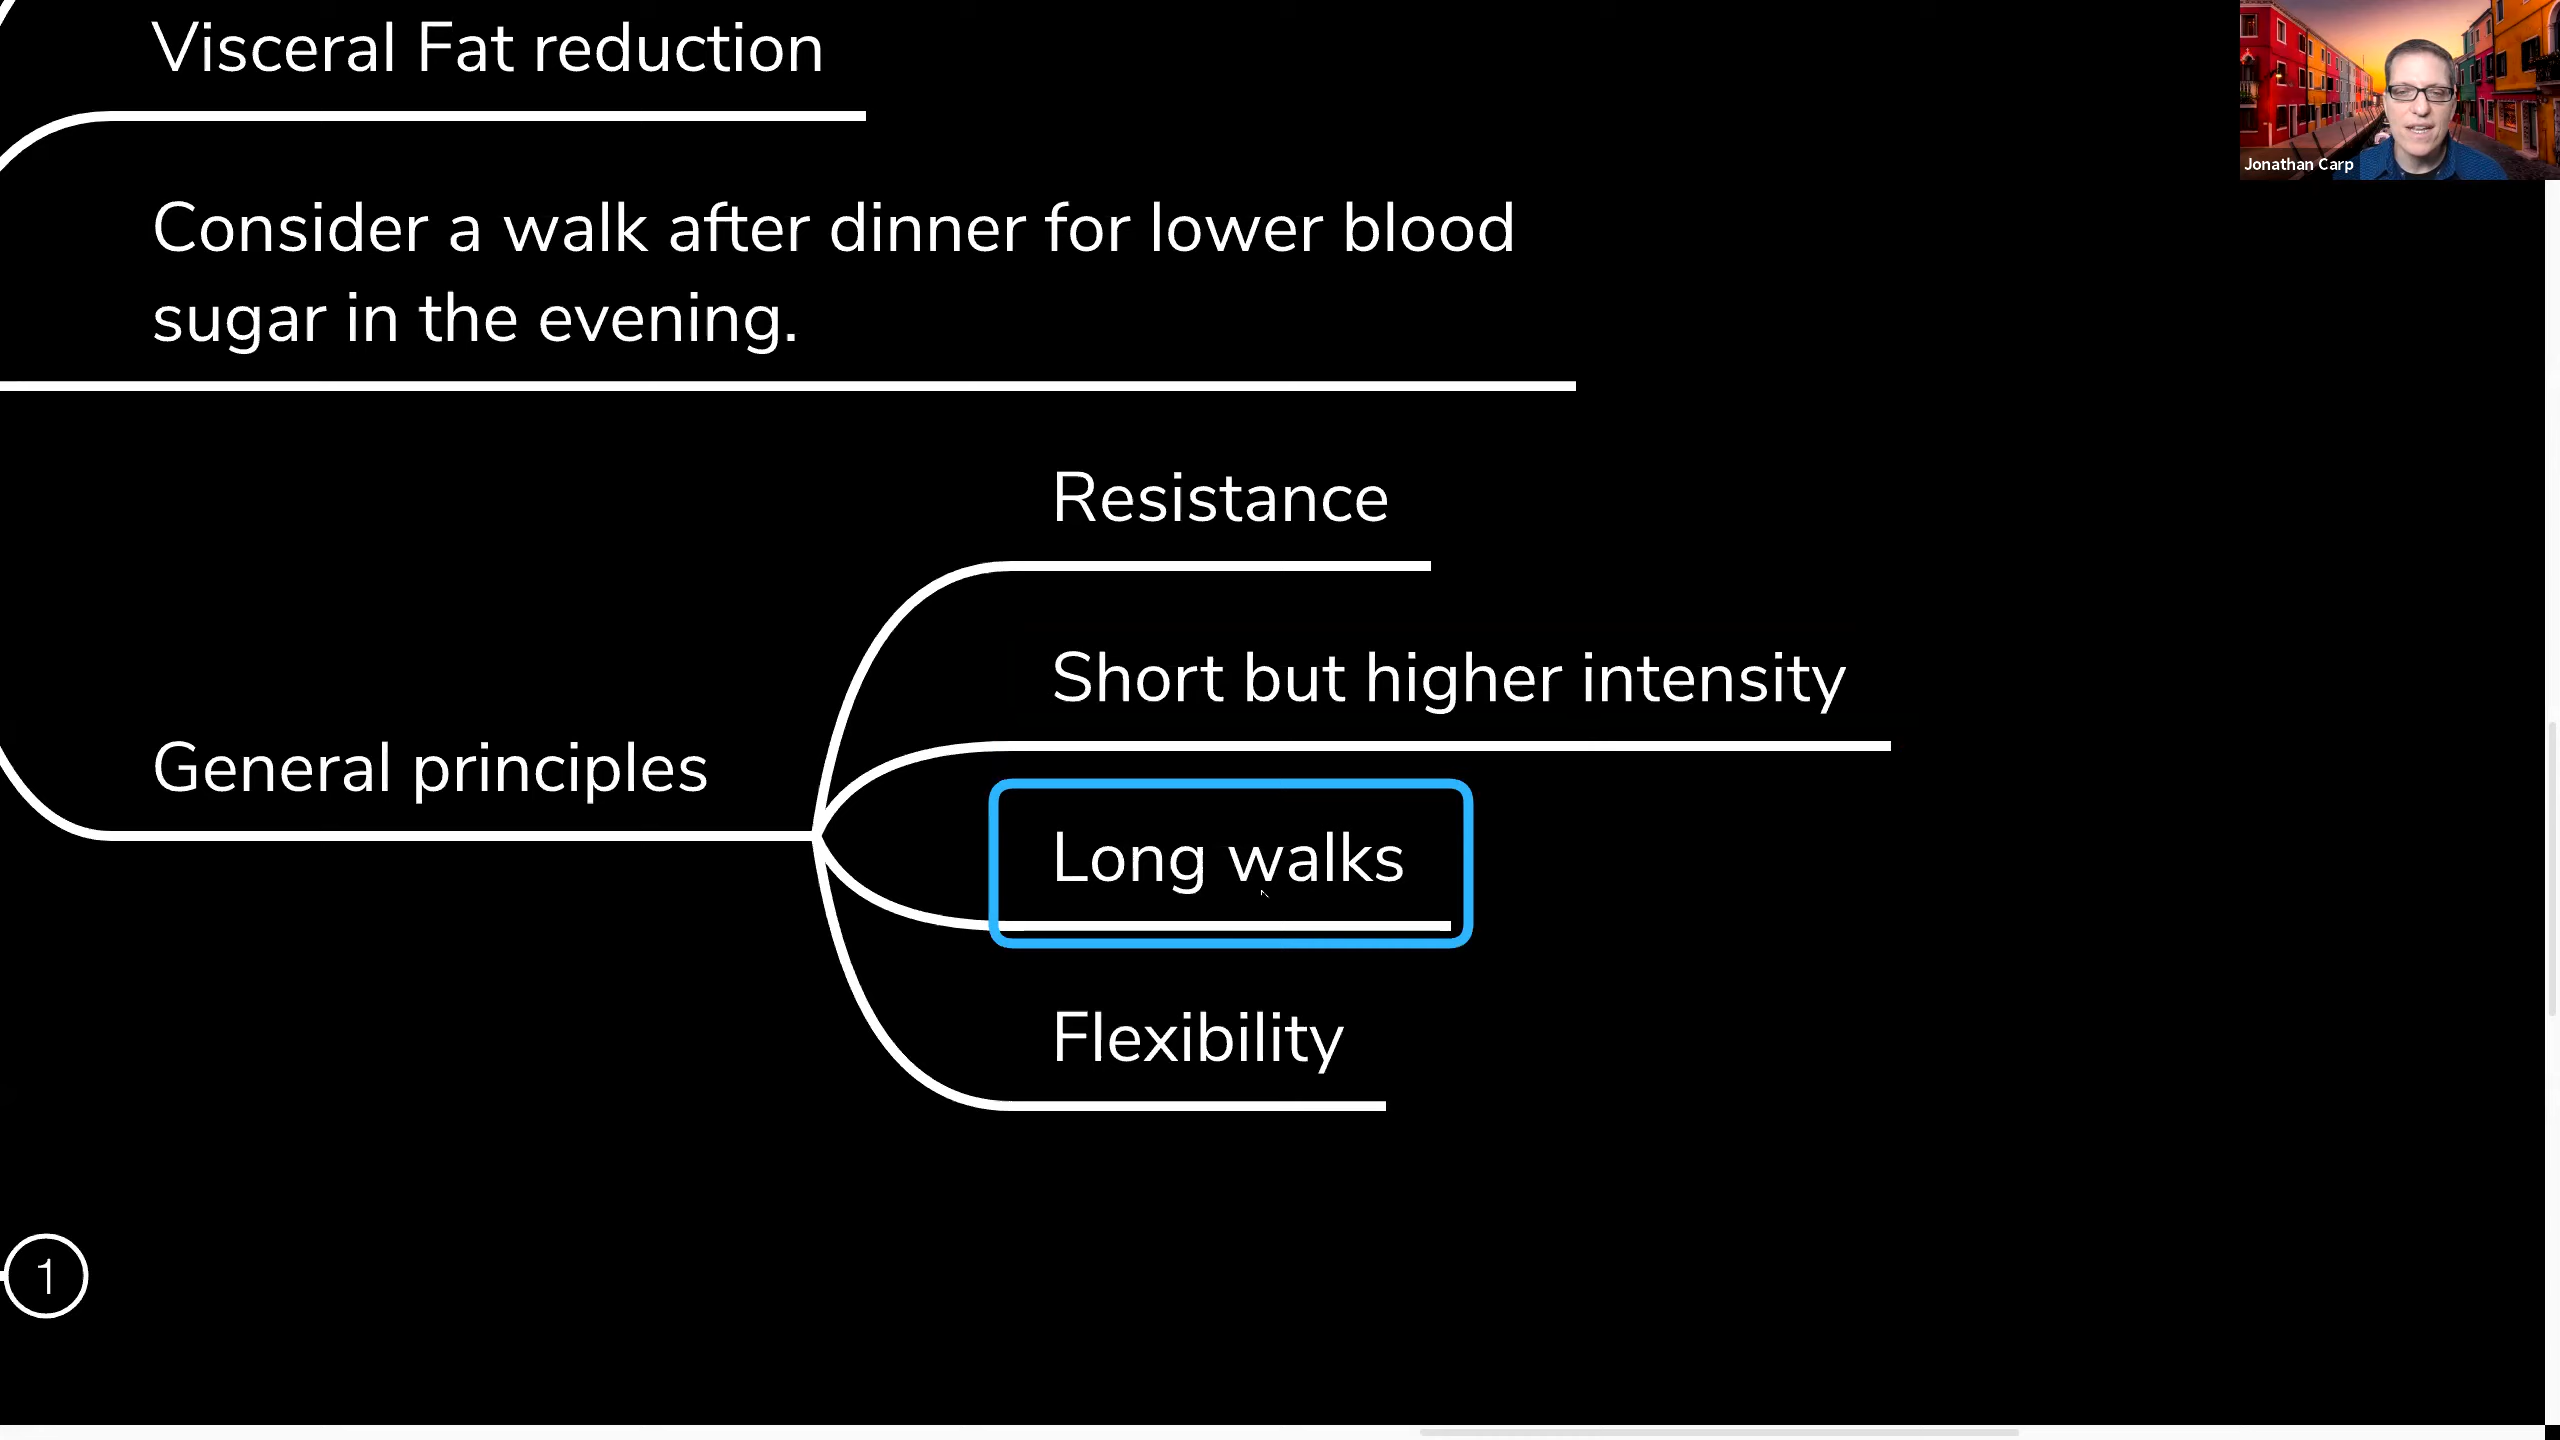 Visceral Fat reduction
Jonathan Carp
Consider a walk after dinner for lower blood
sugar in the evening.
Resistance
Short but higher intensity
General principles
Long walks
Flexibility
1